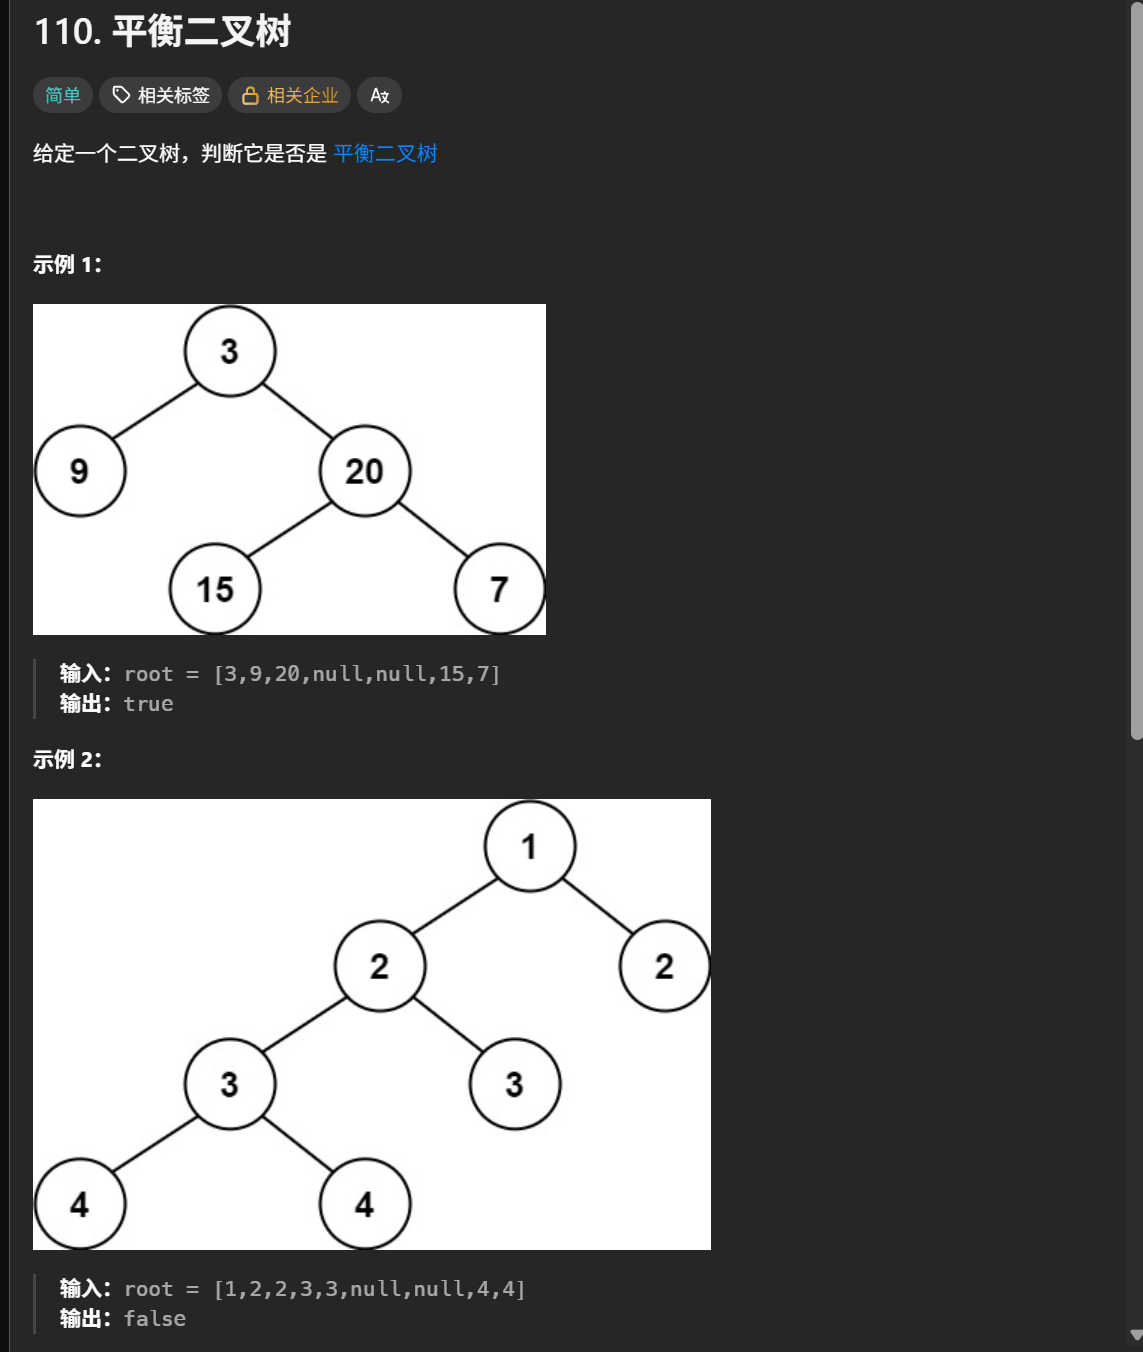 110. 平衡二叉树
简单 相关标签 相关企业 A文
给定一个二叉树，判断它是否是 平衡二叉树
示例 1：
3
9 20
15 7
输入：root = [3,9,20,null,null,15,7]
输出：true
示例 2：
1
2 2
3 3
4 4
输入：root = [1,2,2,3,3,null,null,4,4]
输出：false